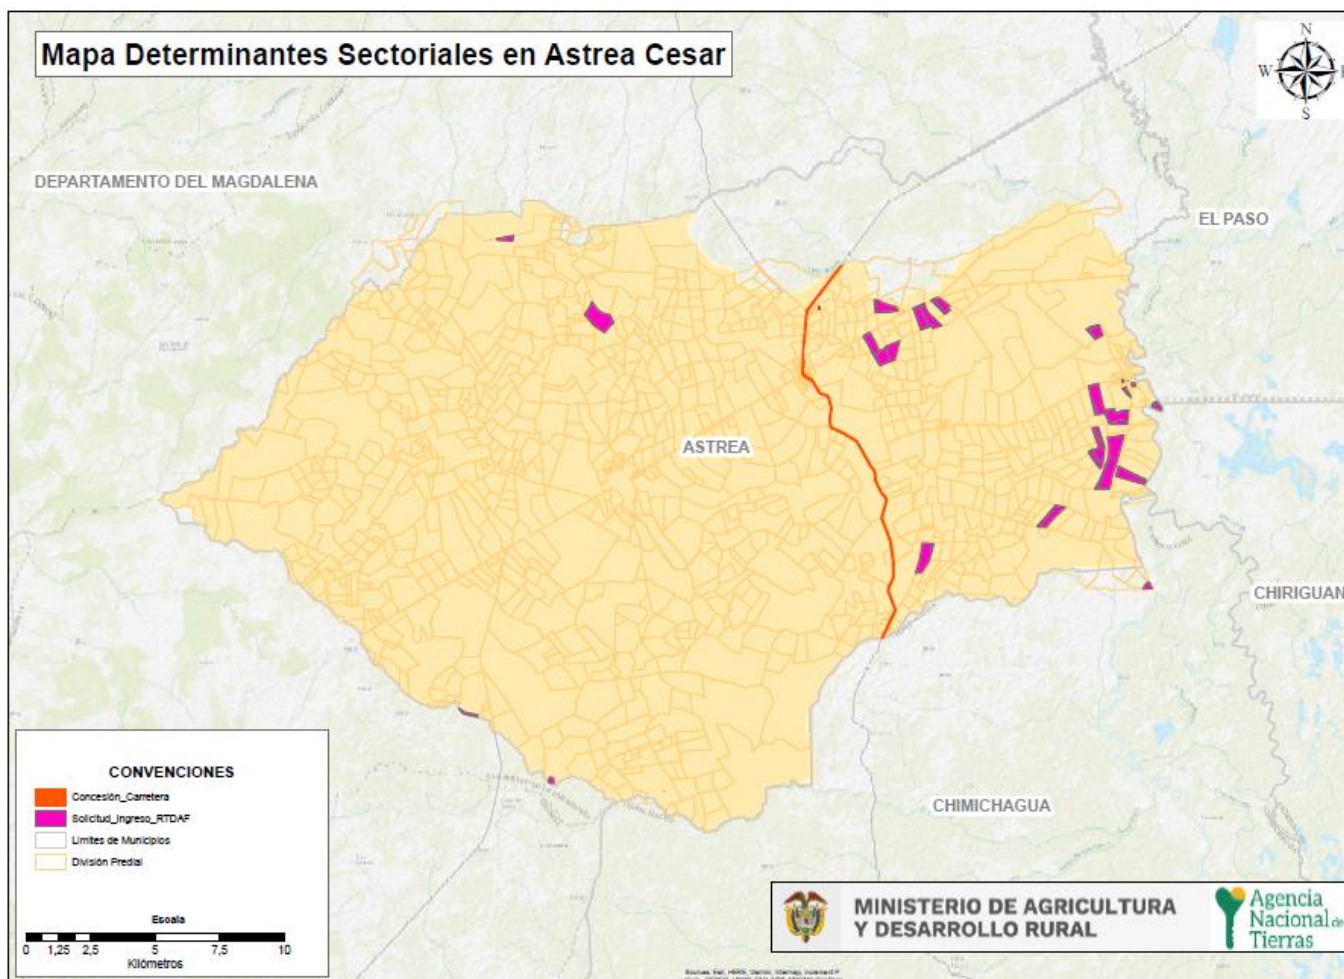 Mapa Determinantes Sectoriales en Astrea Cesar
N
W
S
DEPARTAMENTO DEL MAGDALENA
EL PASO
ASTREA
CHIRIGUAN
CHIMICHAGUA
CONVENCIONES
Concesión_Carretera
Solicitud_Ingreso_RTDAF
Límites de Municipios
División Predial
Escala
0 1,25 2,5 5 7,5 10
Kilómetros
MINISTERIO DE AGRICULTURA
Y DESARROLLO RURAL
Agencia
Nacional de
Tierras